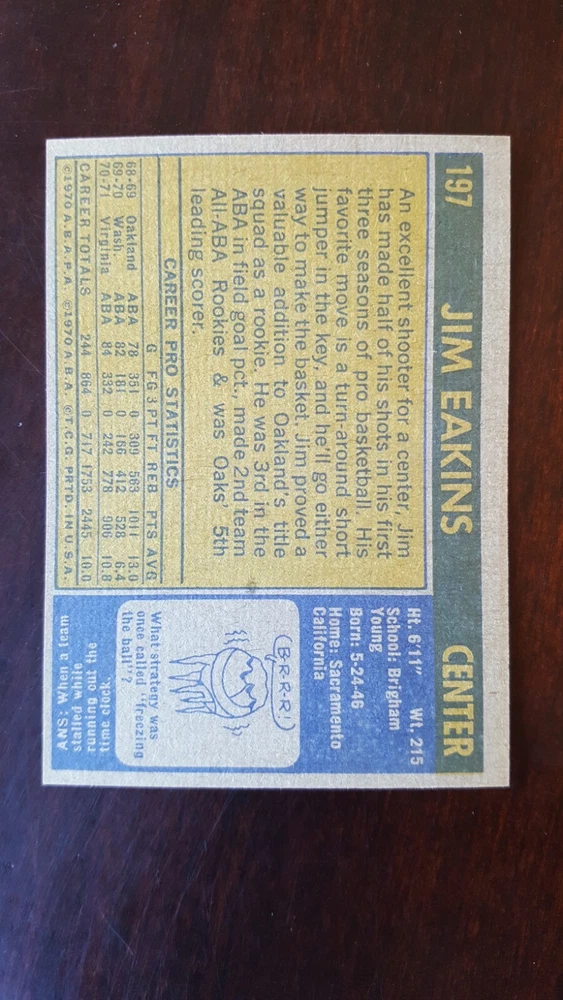 197 JIM EAKINS CENTER
An excellent shooter for a center, Jim
has made half of his shots in his first
three seasons of pro basketball. His
favorite move is a turn-around short
jumper in the key, and he'll go either
way to make the basket. Jim proved a
valuable addition to Oakland's title
squad as a rookie. He was 3rd in the
ABA in field goal pct., made 2nd team
All-ABA Rookies & was Oaks' 5th
leading scorer.
CAREER PRO STATISTICS
G FG 3PT FT REB PTS AVG
68-69 Oakland ABA 78 351 0 309 563 1011 13.0
69-70 Wash. ABA 82 181 0 166 412 528 6.4
70-71 Virginia ABA 84 332 0 242 778 906 10.8
CAREER TOTALS 244 864 0 717 1753 2445 10.0
©1970 A.B.A.P.A. ©1970 A.B.A. ©T.C.G. PRTD. IN U.S.A.
Ht. 6'11" Wt. 215
School: Brigham
Young
Born: 5-24-46
Home: Sacramento
California
(B-R-R-R!)
What strategy was
once called "freezing
the ball"?
ANS: When a team
stalled while
running out the
time clock.